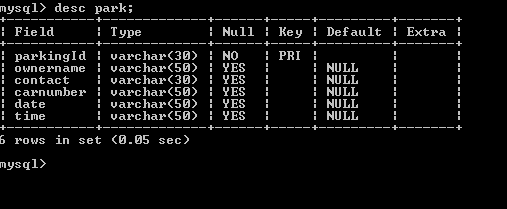 mysql> desc park;
+------------+-------------+------+-----+---------+-------+
| Field      | Type        | Null | Key | Default | Extra |
+------------+-------------+------+-----+---------+-------+
| parkingId  | varchar(30) | NO   | PRI |         |       |
| ownername  | varchar(50) | YES  |     | NULL    |       |
| contact    | varchar(30) | YES  |     | NULL    |       |
| carnumber  | varchar(50) | YES  |     | NULL    |       |
| date       | varchar(50) | YES  |     | NULL    |       |
| time       | varchar(50) | YES  |     | NULL    |       |
+------------+-------------+------+-----+---------+-------+
6 rows in set (0.05 sec)
mysql>